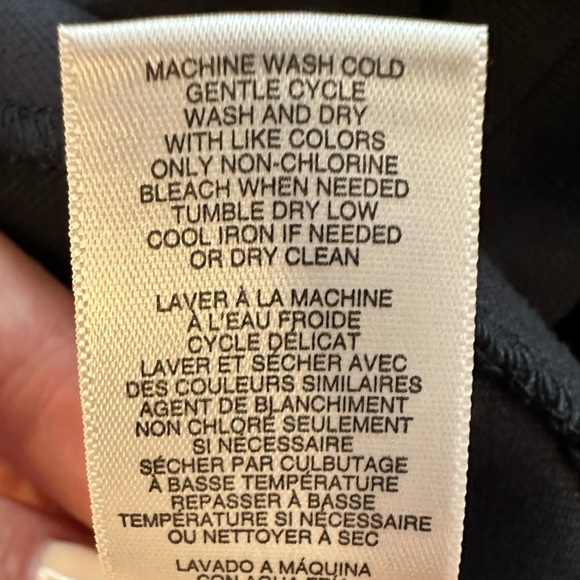 MACHINE WASH COLD
GENTLE CYCLE
WASH AND DRY
WITH LIKE COLORS
ONLY NON-CHLORINE
BLEACH WHEN NEEDED
TUMBLE DRY LOW
COOL IRON IF NEEDED
OR DRY CLEAN
LAVER À LA MACHINE
À L'EAU FROIDE
CYCLE DÉLICAT
LAVER ET SÉCHER AVEC
DES COULEURS SIMILAIRES
AGENT DE BLANCHIMENT
NON CHLORÉ SEULEMENT
SI NÉCESSAIRE
SÉCHER PAR CULBUTAGE
À BASSE TEMPÉRATURE
REPASSER À BASSE
TEMPÉRATURE SI NÉCESSAIRE
OU NETTOYER À SEC
LAVADO A MÁQUINA
CON AGUA FRÍA